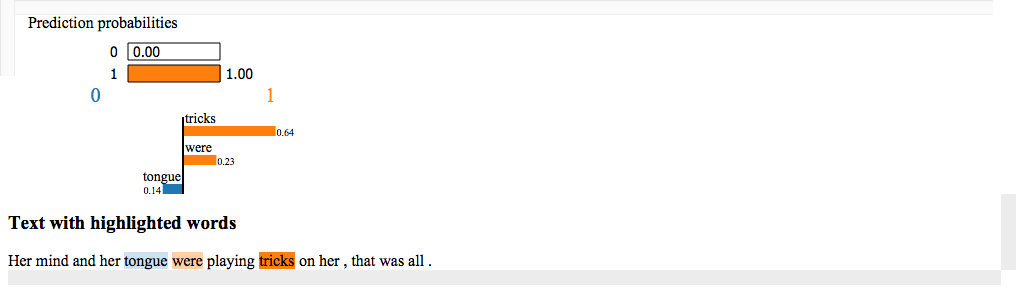 Prediction probabilities
0 0.00
1 1.00
0 1
tricks
0.64
were
0.23
tongue
0.14
Text with highlighted words
Her mind and her tongue were playing tricks on her , that was all .